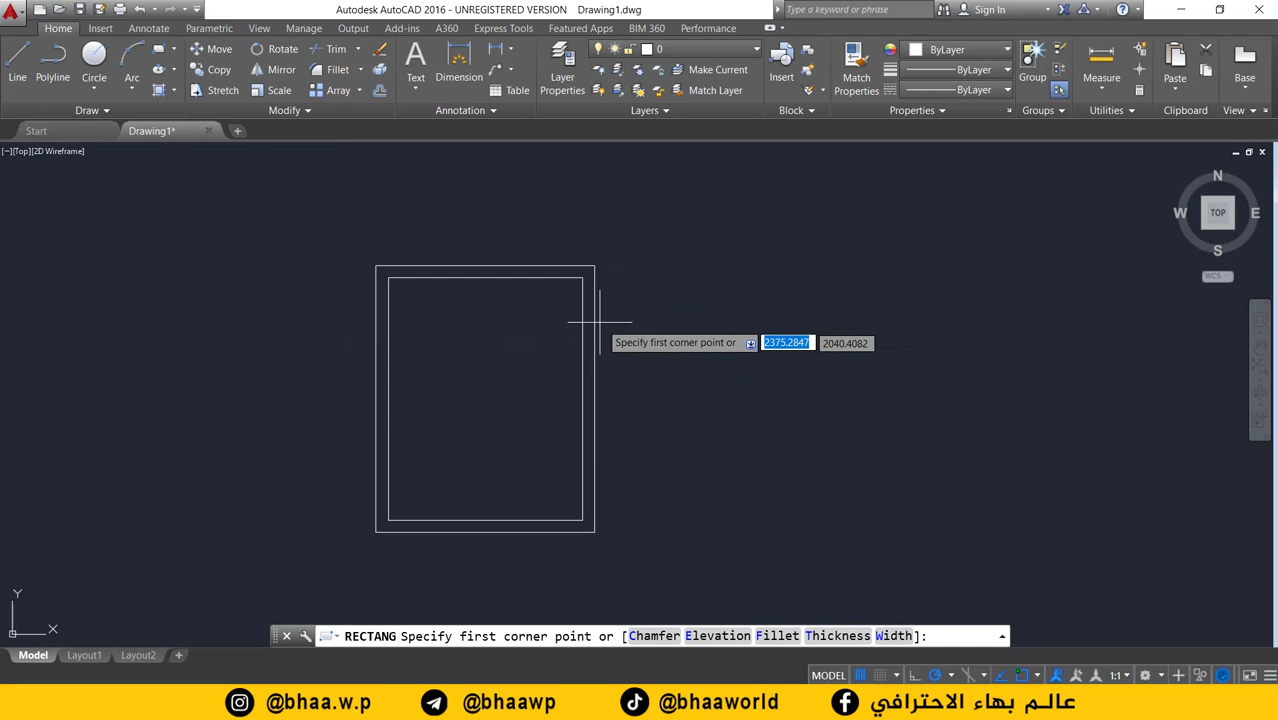 Autodesk AutoCAD 2016 - UNREGISTERED VERSION Drawing1.dwg
Type a keyword or phrase
Sign In
Home Insert Annotate Parametric View Manage Output Add-ins A360 Express Tools Featured Apps BIM 360 Performance
Line Polyline Circle Arc
Move Rotate Trim
Copy Mirror Fillet
Stretch Scale Array
Text Dimension Table
Layer Properties
0
Make Current
Match Layer
Insert
Match Properties
ByLayer
ByLayer
ByLayer
Group
Measure
Paste
Base
Draw Modify Annotation Layers Block Properties Groups Utilities Clipboard View
Start Drawing1*
[−][Top][2D Wireframe]
N
W TOP E
S
WCS
Specify first corner point or 2375.2847 2040.4082
Y
X
RECTANG Specify first corner point or [Chamfer Elevation Fillet Thickness Width]:
Model Layout1 Layout2
MODEL 1:1
@bhaa.w.p @bhaawp @bhaaworld عالم بهاء الاحترافي